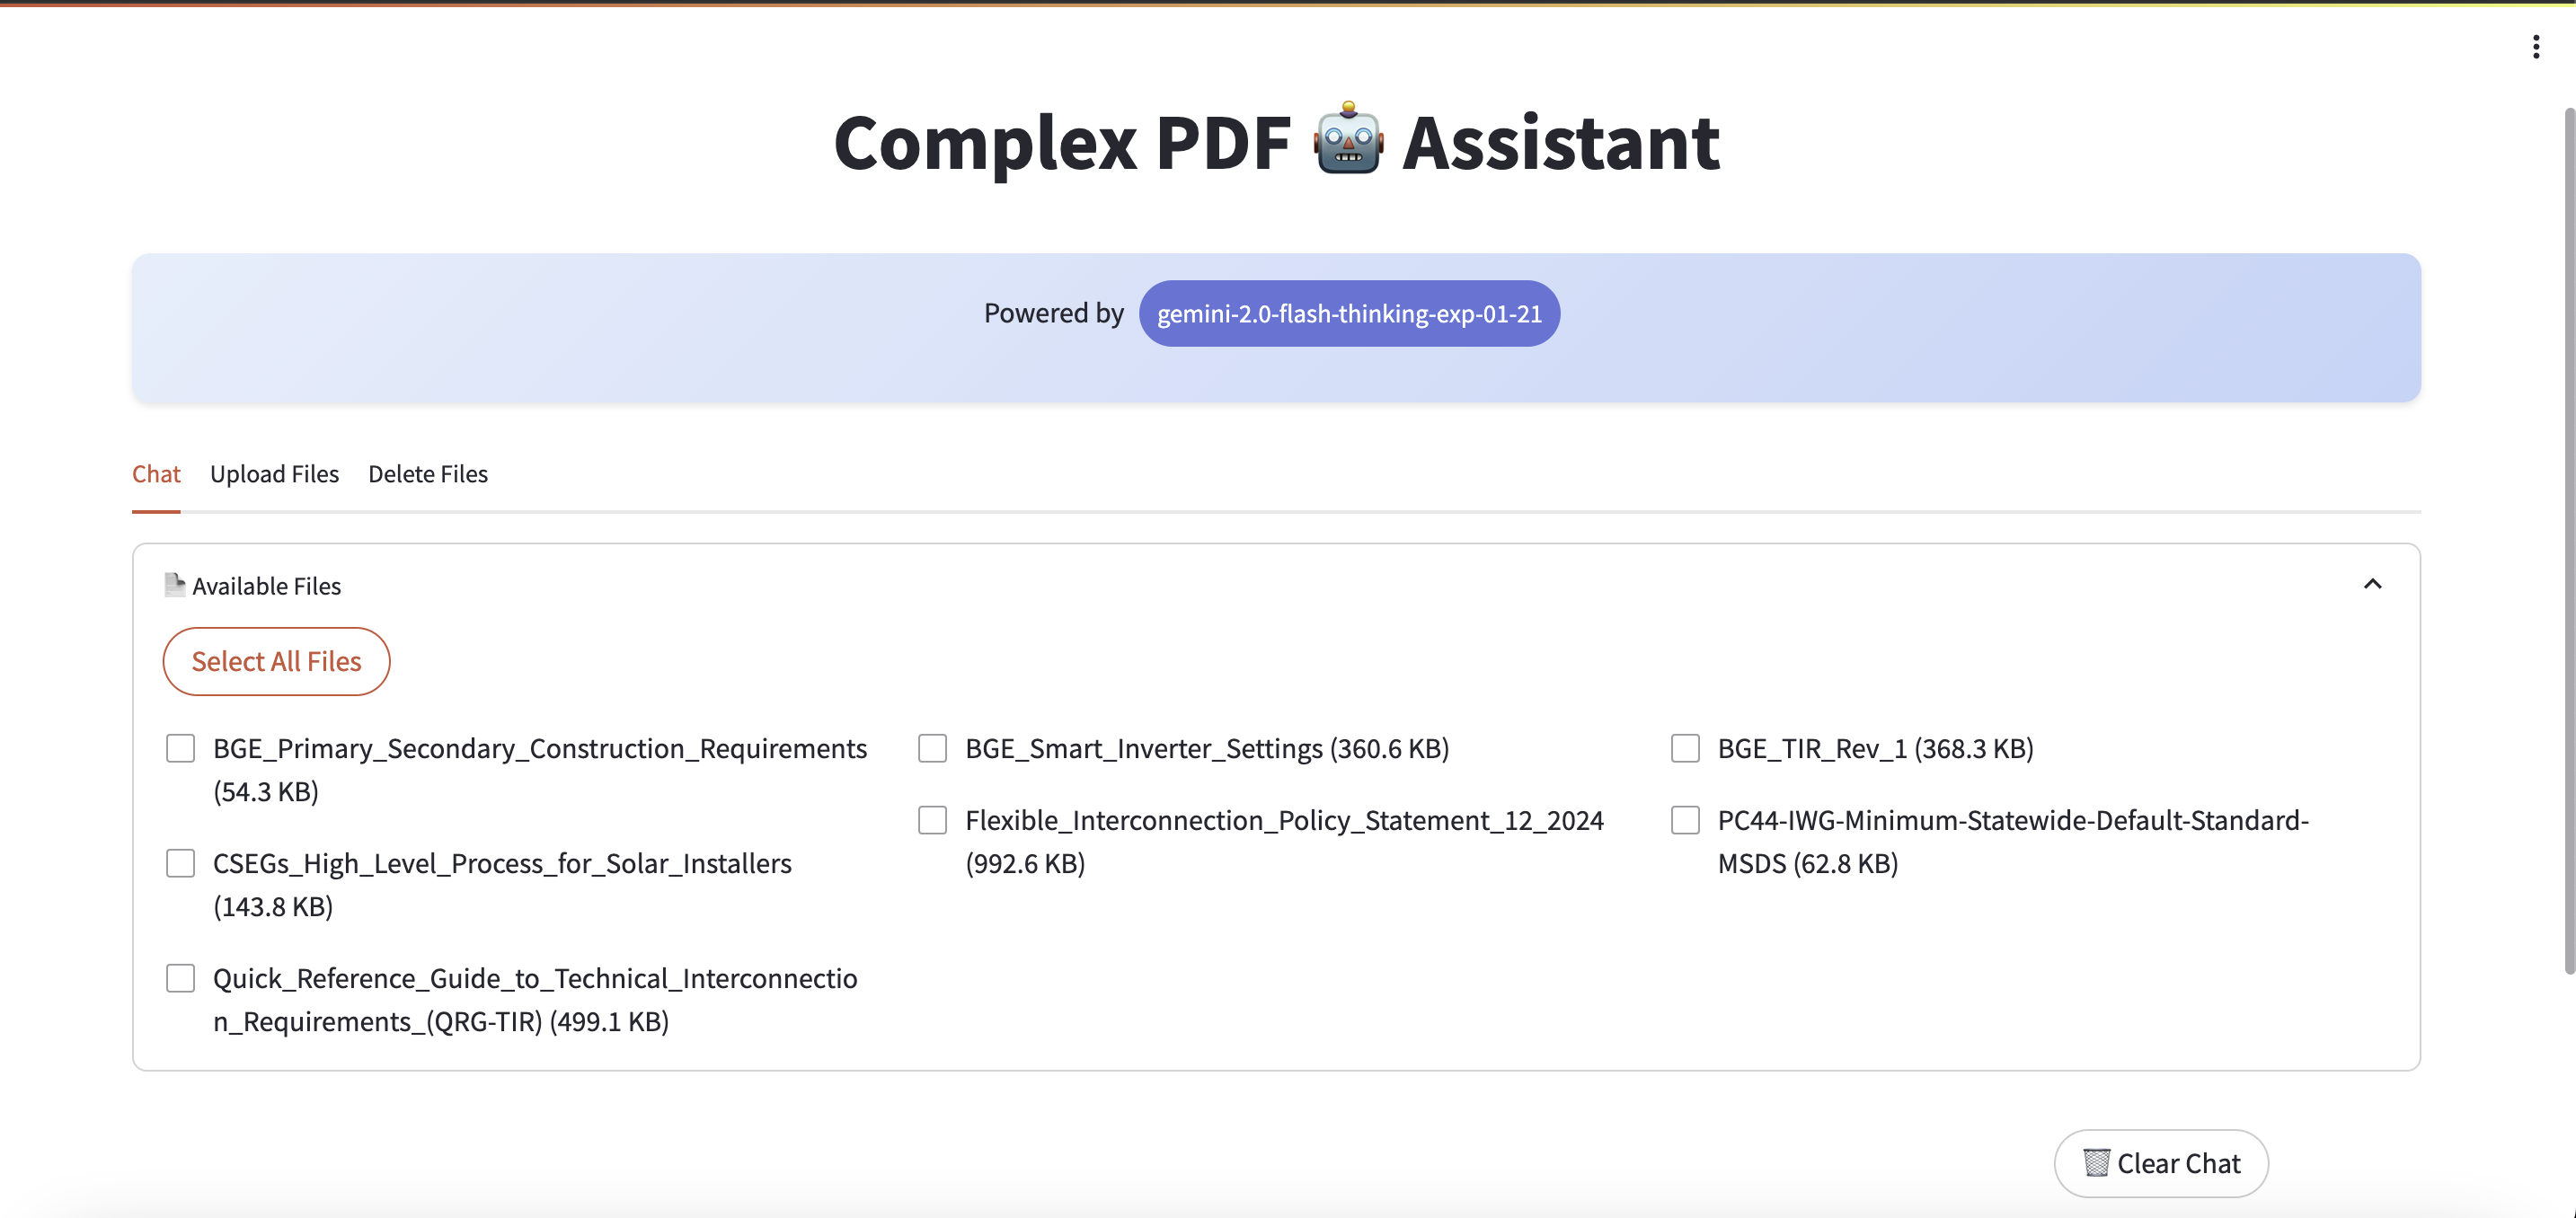 Complex PDF 🤖 Assistant
Powered by gemini-2.0-flash-thinking-exp-01-21
Chat Upload Files Delete Files
Available Files
Select All Files
BGE_Primary_Secondary_Construction_Requirements
(54.3 KB)
CSEGs_High_Level_Process_for_Solar_Installers
(143.8 KB)
Quick_Reference_Guide_to_Technical_Interconnectio
n_Requirements_(QRG-TIR) (499.1 KB)
BGE_Smart_Inverter_Settings (360.6 KB)
Flexible_Interconnection_Policy_Statement_12_2024
(992.6 KB)
BGE_TIR_Rev_1 (368.3 KB)
PC44-IWG-Minimum-Statewide-Default-Standard-
MSDS (62.8 KB)
Clear Chat